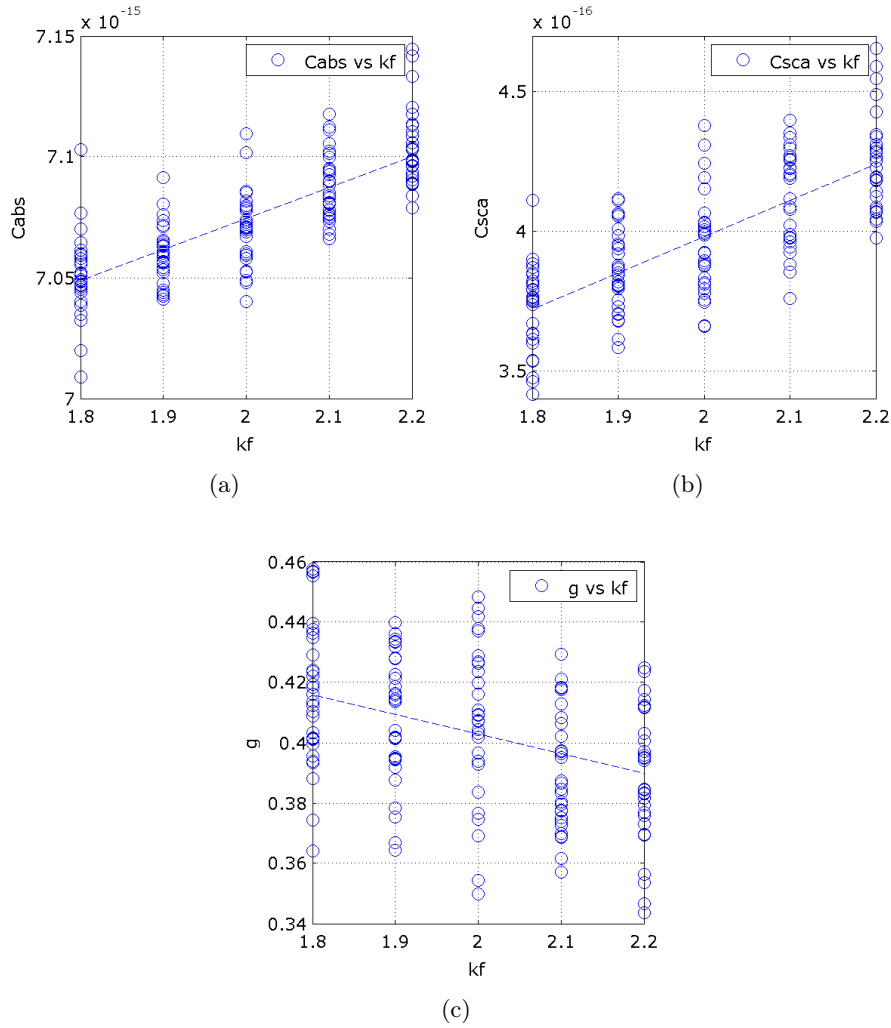 x 10⁻¹⁵
7.15
7.1
7.05
7
Cabs
Cabs vs kf
1.8 1.9 2 2.1 2.2
kf
(a)
x 10⁻¹⁶
4.5
4
3.5
Csca
Csca vs kf
1.8 1.9 2 2.1 2.2
kf
(b)
0.46
0.44
0.42
0.4
0.38
0.36
0.34
g
g vs kf
1.8 1.9 2 2.1 2.2
kf
(c)